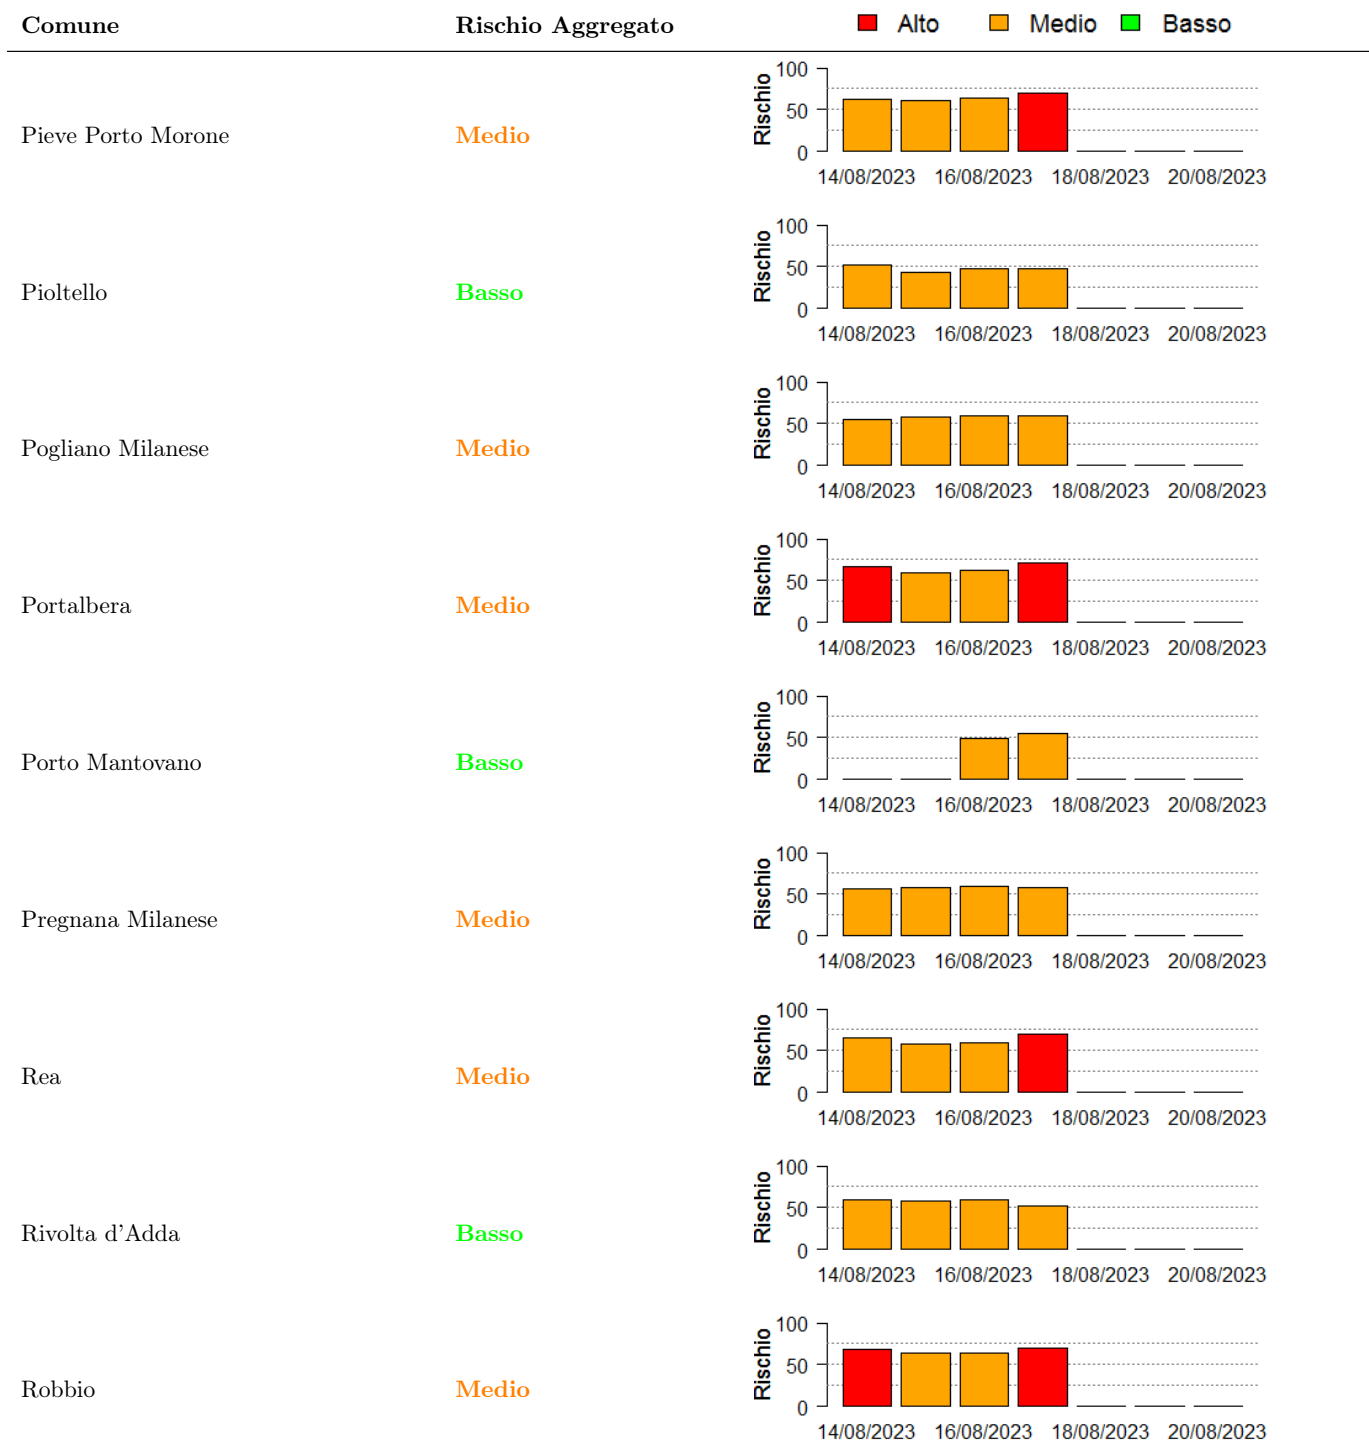 Comune Rischio Aggregato Alto Medio Basso
Pieve Porto Morone Medio
Rischio
100
50
0
14/08/2023 16/08/2023 18/08/2023 20/08/2023
Pioltello Basso
Rischio
100
50
0
14/08/2023 16/08/2023 18/08/2023 20/08/2023
Pogliano Milanese Medio
Rischio
100
50
0
14/08/2023 16/08/2023 18/08/2023 20/08/2023
Portalbera Medio
Rischio
100
50
0
14/08/2023 16/08/2023 18/08/2023 20/08/2023
Porto Mantovano Basso
Rischio
100
50
0
14/08/2023 16/08/2023 18/08/2023 20/08/2023
Pregnana Milanese Medio
Rischio
100
50
0
14/08/2023 16/08/2023 18/08/2023 20/08/2023
Rea Medio
Rischio
100
50
0
14/08/2023 16/08/2023 18/08/2023 20/08/2023
Rivolta d'Adda Basso
Rischio
100
50
0
14/08/2023 16/08/2023 18/08/2023 20/08/2023
Robbio Medio
Rischio
100
50
0
14/08/2023 16/08/2023 18/08/2023 20/08/2023